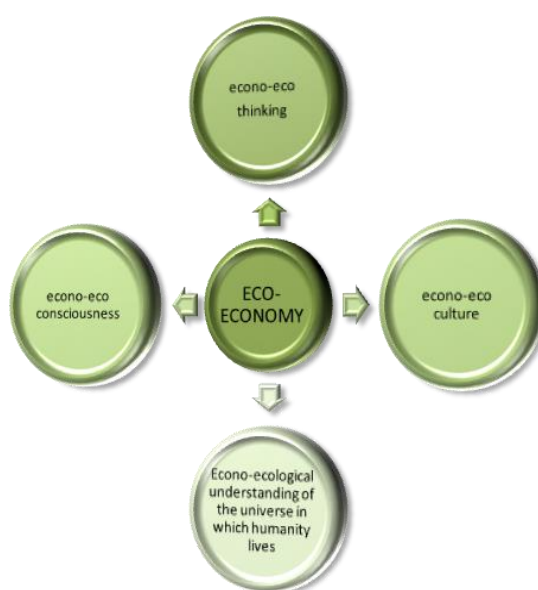 econo-eco
thinking
econo-eco
consciousness
ECO-
ECONOMY
econo-eco
culture
Econo-ecological
understanding of
the universe in
which humanity
lives